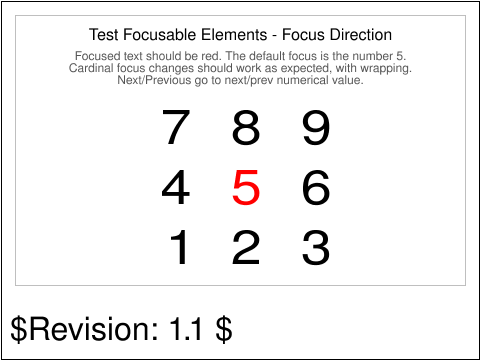 Test Focusable Elements - Focus Direction
Focused text should be red. The default focus is the number 5.
Cardinal focus changes should work as expected, with wrapping.
Next/Previous go to next/prev numerical value.
7 8 9
4 5 6
1 2 3
$Revision: 1.1 $